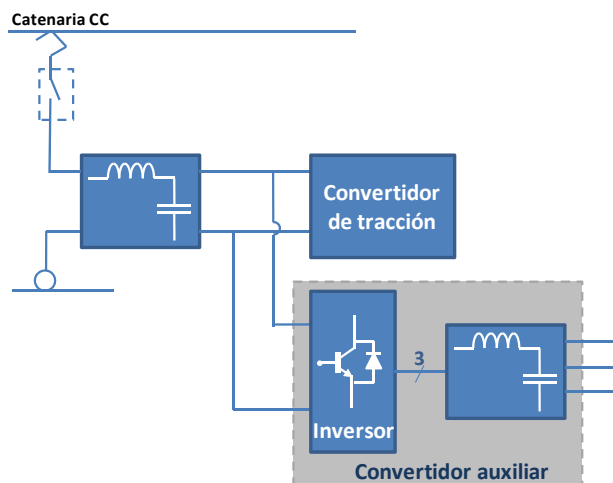 Catenaria CC
Convertidor
de tracción
3
Inversor
Convertidor auxiliar